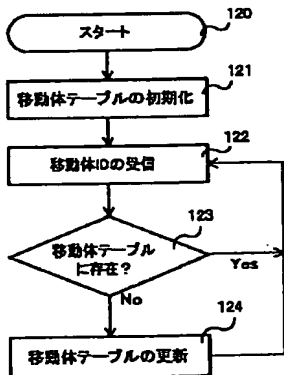 スタート
120
移動体テーブルの初期化
121
移動体IDの受信
122
移動体テーブル
に存在？
123
Yes
No
移動体テーブルの更新
124